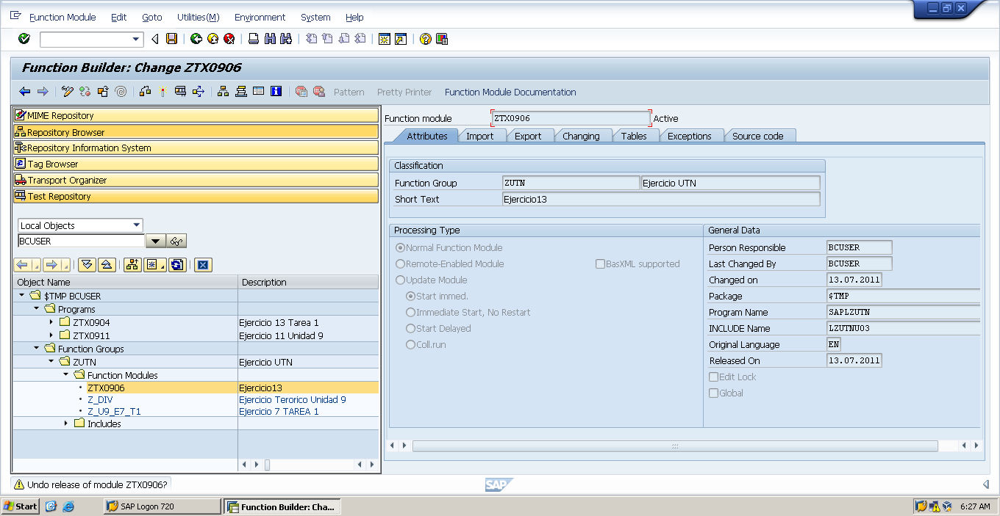 Function Module Edit Goto Utilities(M) Environment System Help
Function Builder: Change ZTX0906
Pattern Pretty Printer Function Module Documentation
MIME Repository
Repository Browser
Repository Information System
Tag Browser
Transport Organizer
Test Repository
Local Objects
BCUSER
Object Name Description
$TMP BCUSER
Programs
ZTX0904 Ejercicio 13 Tarea 1
ZTX0911 Ejercicio 11 Unidad 9
Function Groups
ZUTN Ejercicio UTN
Function Modules
ZTX0906 Ejercicio13
Z_DIV Ejercicio Terorico Unidad 9
Z_U9_E7_T1 Ejercicio 7 TAREA 1
Includes
Function module ZTX0906 Active
Attributes Import Export Changing Tables Exceptions Source code
Classification
Function Group ZUTN Ejercicio UTN
Short Text Ejercicio13
Processing Type
Normal Function Module
Remote-Enabled Module BasXML supported
Update Module
Start immed.
Immediate Start, No Restart
Start Delayed
Coll.run
General Data
Person Responsible BCUSER
Last Changed By BCUSER
Changed on 13.07.2011
Package $TMP
Program Name SAPLZUTN
INCLUDE Name LZUTNU03
Original Language EN
Released On 13.07.2011
Edit Lock
Global
Undo release of module ZTX0906?
SAP
Start SAP Logon 720 Function Builder: Cha... 6:27 AM